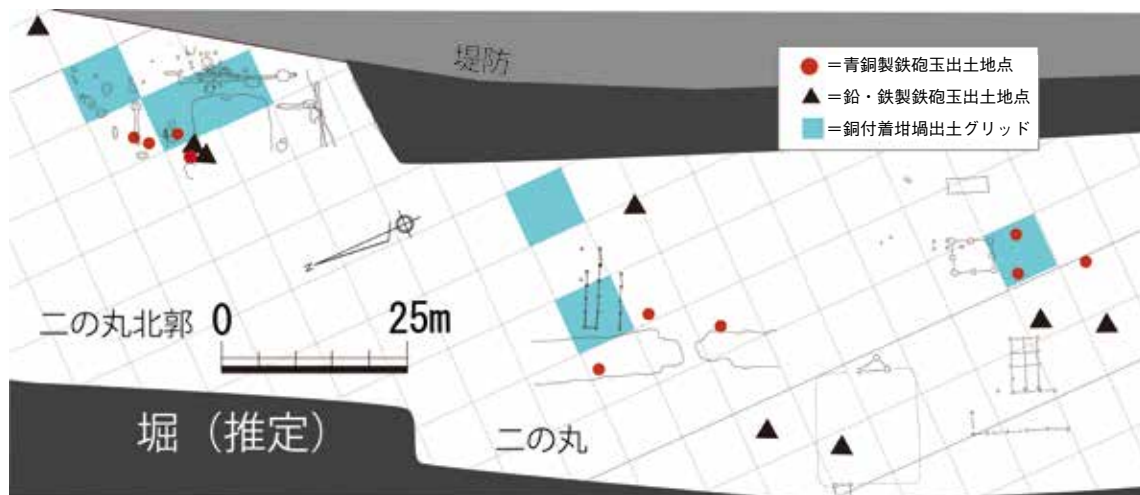 堤防
●=青銅製鉄砲玉出土地点
▲=鉛・鉄製鉄砲玉出土地点
■=銅付着坩堝出土グリッド
N
二の丸北郭
0 25m
堀（推定）
二の丸